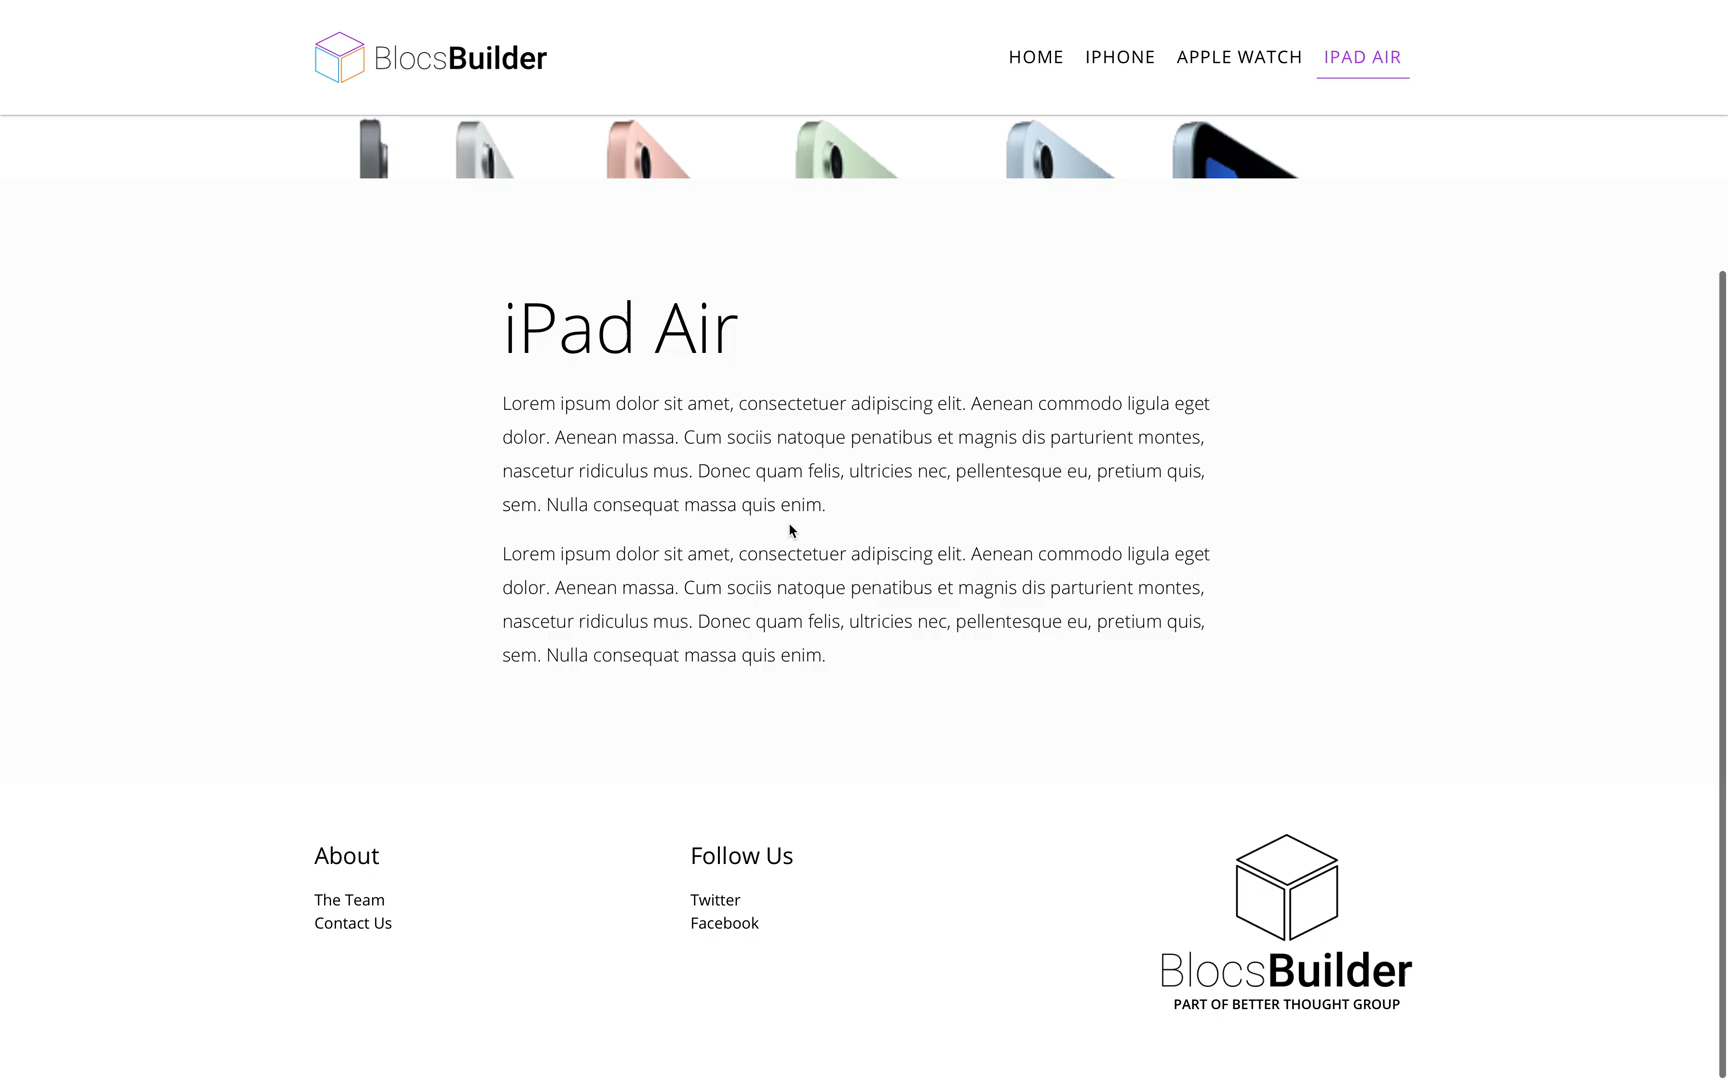 BlocsBuilder
HOME IPHONE APPLE WATCH IPAD AIR
iPad Air
Lorem ipsum dolor sit amet, consectetuer adipiscing elit. Aenean commodo ligula eget
dolor. Aenean massa. Cum sociis natoque penatibus et magnis dis parturient montes,
nascetur ridiculus mus. Donec quam felis, ultricies nec, pellentesque eu, pretium quis,
sem. Nulla consequat massa quis enim.
Lorem ipsum dolor sit amet, consectetuer adipiscing elit. Aenean commodo ligula eget
dolor. Aenean massa. Cum sociis natoque penatibus et magnis dis parturient montes,
nascetur ridiculus mus. Donec quam felis, ultricies nec, pellentesque eu, pretium quis,
sem. Nulla consequat massa quis enim.
About
The Team
Contact Us
Follow Us
Twitter
Facebook
BlocsBuilder
PART OF BETTER THOUGHT GROUP